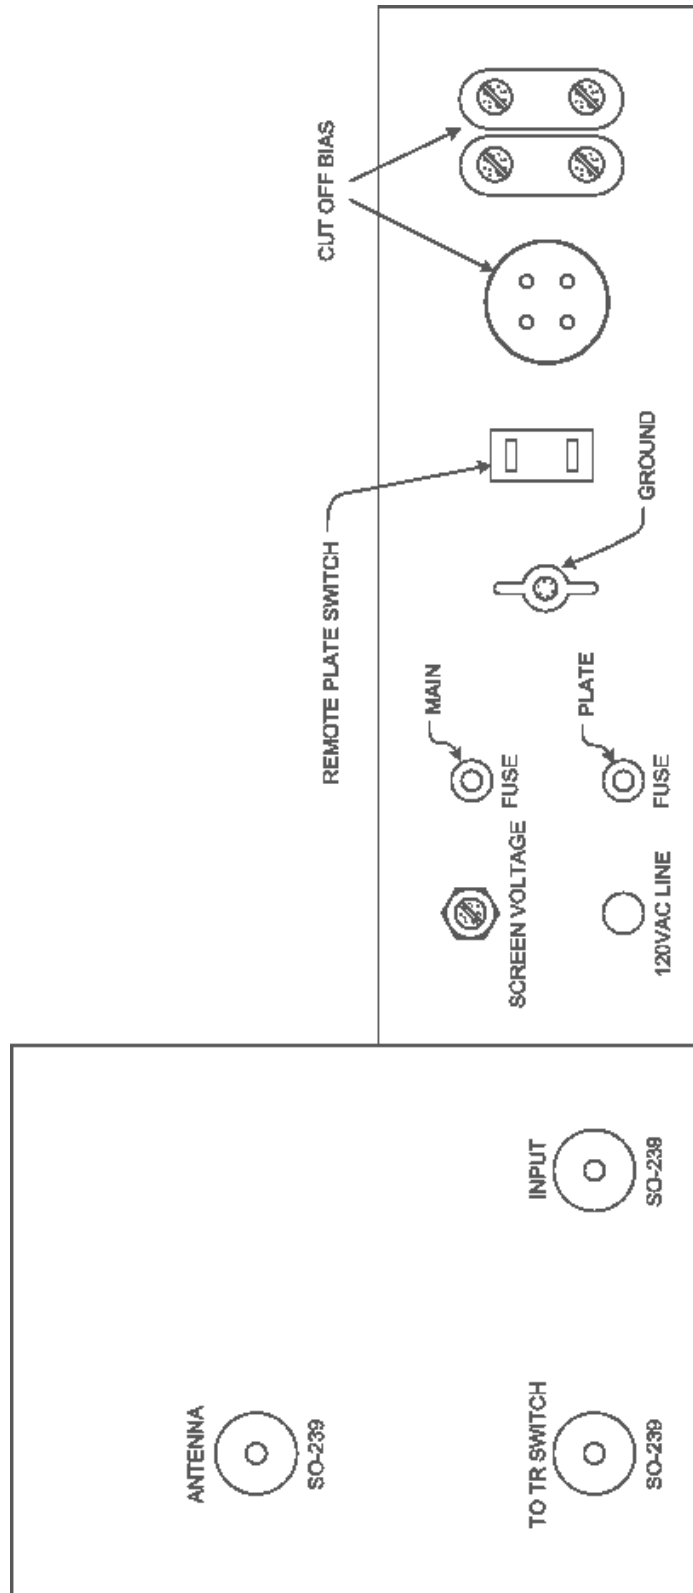 CUT OFF BIAS
REMOTE PLATE SWITCH
GROUND
MAIN
FUSE
PLATE
FUSE
SCREEN VOLTAGE
120VAC LINE
INPUT
SO-239
ANTENNA
SO-239
TO TR SWITCH
SO-239